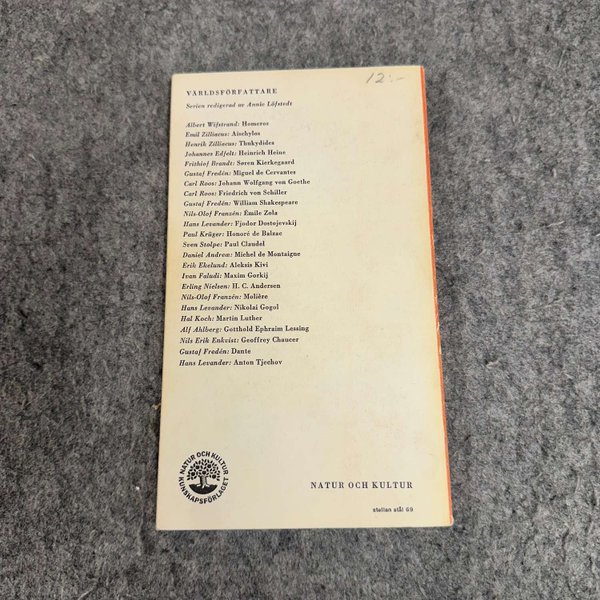 12:-
VÄRLDSFÖRFATTARE
Serien redigerad av Annie Löfstedt
Albert Wifstrand: Homeros
Emil Zilliacus: Aischylos
Henrik Zilliacus: Thukydides
Johannes Edfelt: Heinrich Heine
Frithiof Brandt: Søren Kierkegaard
Gustaf Fredén: Miguel de Cervantes
Carl Roos: Johann Wolfgang von Goethe
Carl Roos: Friedrich von Schiller
Gustaf Fredén: William Shakespeare
Nils-Olof Franzén: Émile Zola
Hans Levander: Fjodor Dostojevskij
Paul Krüger: Honoré de Balzac
Sven Stolpe: Paul Claudel
Daniel Andreæ: Michel de Montaigne
Erik Ekelund: Aleksis Kivi
Ivan Faludi: Maxim Gorkij
Erling Nielsen: H. C. Andersen
Nils-Olof Franzén: Molière
Hans Levander: Nikolai Gogol
Hal Koch: Martin Luther
Alf Ahlberg: Gotthold Ephraim Lessing
Nils Erik Enkvist: Geoffrey Chaucer
Gustaf Fredén: Dante
Hans Levander: Anton Tjechov
NATUR OCH KULTUR
KUNSKAPSFÖRLAGET
NATUR OCH KULTUR
stellan stål 69